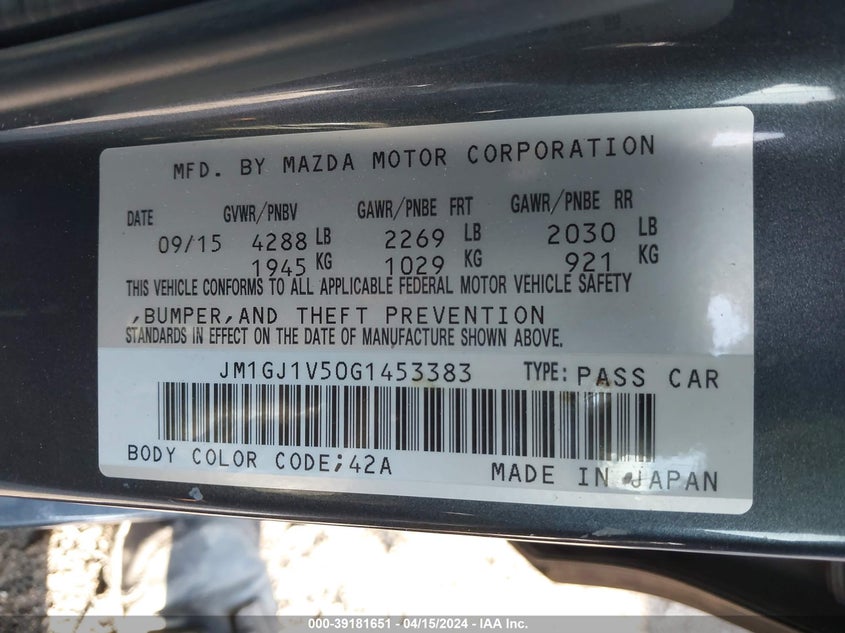 MFD. BY MAZDA MOTOR CORPORATION
DATE GVWR/PNBV GAWR/PNBE FRT GAWR/PNBE RR
09/15 4288 LB 2269 LB 2030 LB
1945 KG 1029 KG 921 KG
THIS VEHICLE CONFORMS TO ALL APPLICABLE FEDERAL MOTOR VEHICLE SAFETY
,BUMPER,AND THEFT PREVENTION
STANDARDS IN EFFECT ON THE DATE OF MANUFACTURE SHOWN ABOVE.
JM1GJ1V50G1453383 TYPE: PASS CAR
BODY COLOR CODE;42A MADE IN JAPAN
000-39181651 - 04/15/2024 - IAA Inc.